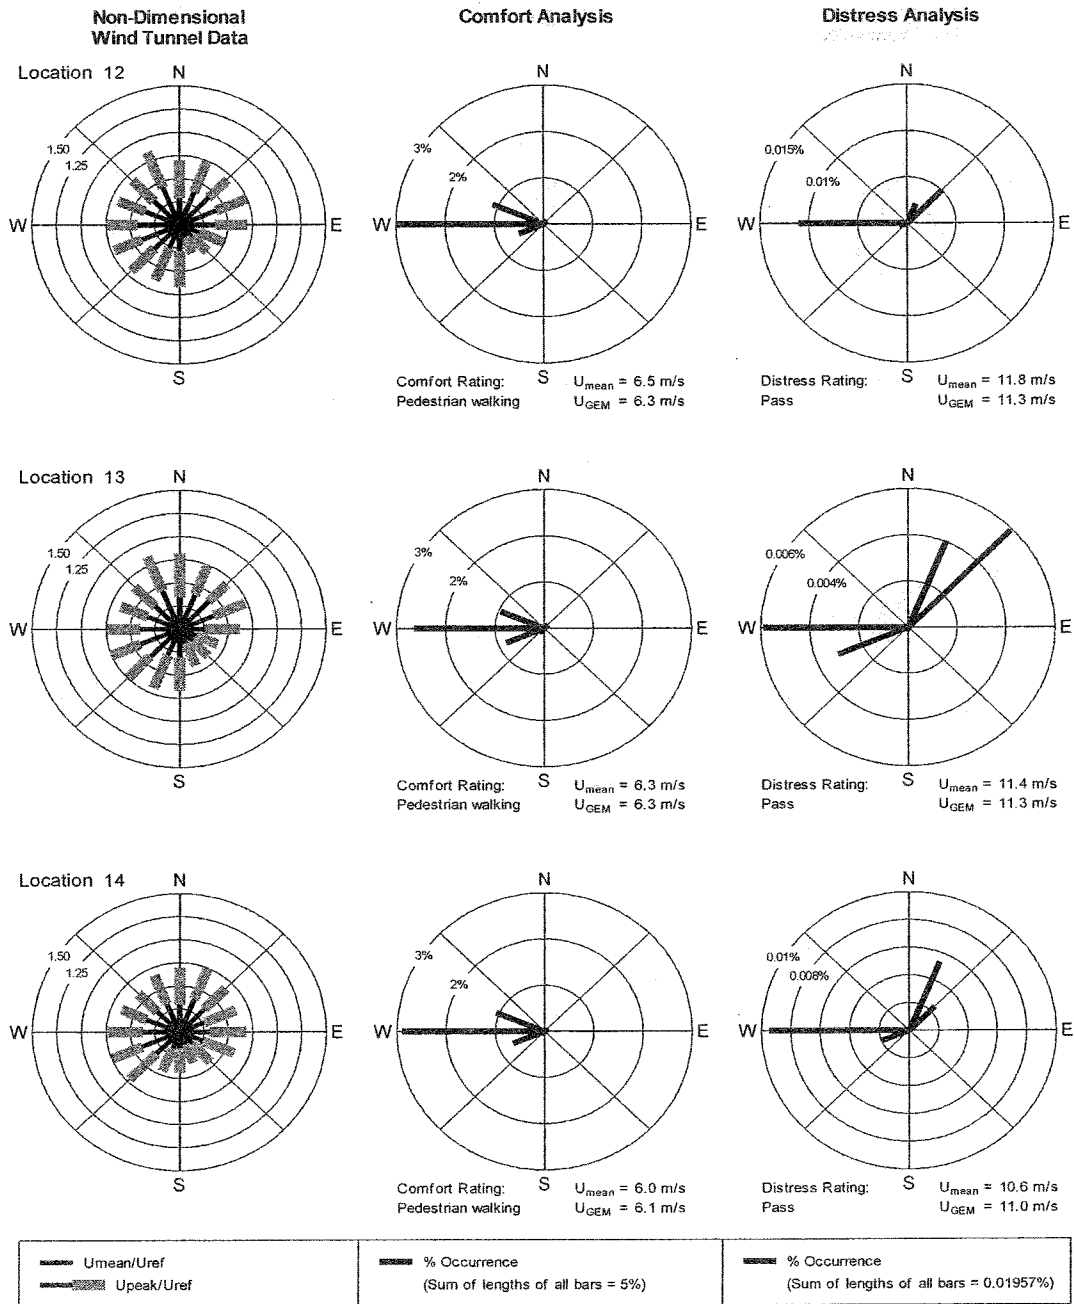 Non-Dimensional
Wind Tunnel Data
Comfort Analysis
Distress Analysis
Location 12
N
1.50
1.25
W
E
S
N
3%
2%
W
E
S
Comfort Rating:
Pedestrian walking
Umean = 6.5 m/s
UGEM = 6.3 m/s
N
0.015%
0.01%
W
E
S
Distress Rating:
Pass
Umean = 11.8 m/s
UGEM = 11.3 m/s
Location 13
N
1.50
1.25
W
E
S
N
3%
2%
W
E
S
Comfort Rating:
Pedestrian walking
Umean = 6.3 m/s
UGEM = 6.3 m/s
N
0.006%
0.004%
W
E
S
Distress Rating:
Pass
Umean = 11.4 m/s
UGEM = 11.3 m/s
Location 14
N
1.50
1.25
W
E
S
N
3%
2%
W
E
S
Comfort Rating:
Pedestrian walking
Umean = 6.0 m/s
UGEM = 6.1 m/s
N
0.01%
0.008%
W
E
S
Distress Rating:
Pass
Umean = 10.6 m/s
UGEM = 11.0 m/s
Umean/Uref
Upeak/Uref
% Occurrence
(Sum of lengths of all bars = 5%)
% Occurrence
(Sum of lengths of all bars = 0.01957%)